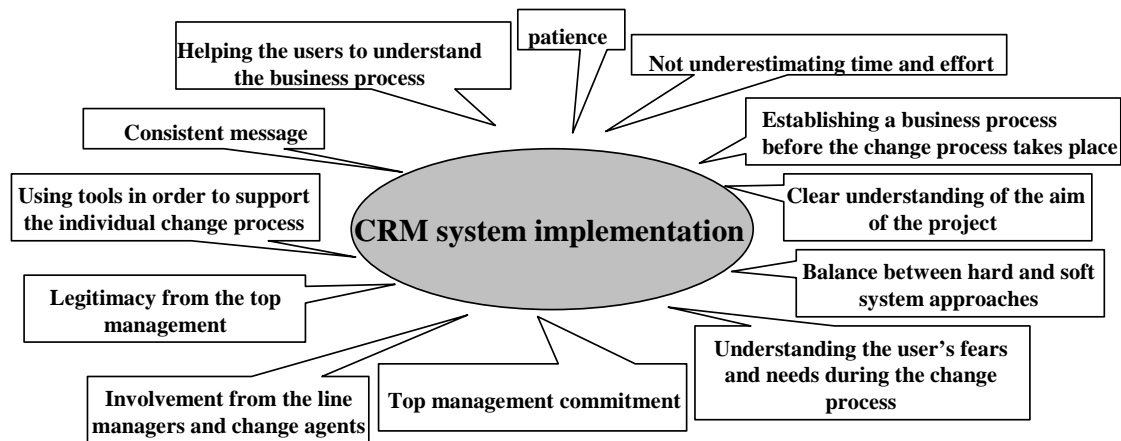 Helping the users to understand
the business process
patience
Not underestimating time and effort
Consistent message
Establishing a business process
before the change process takes place
Using tools in order to support
the individual change process
Clear understanding of the aim
of the project
CRM system implementation
Legitimacy from the top
management
Balance between hard and soft
system approaches
Involvement from the line
managers and change agents
Top management commitment
Understanding the user’s fears
and needs during the change
process